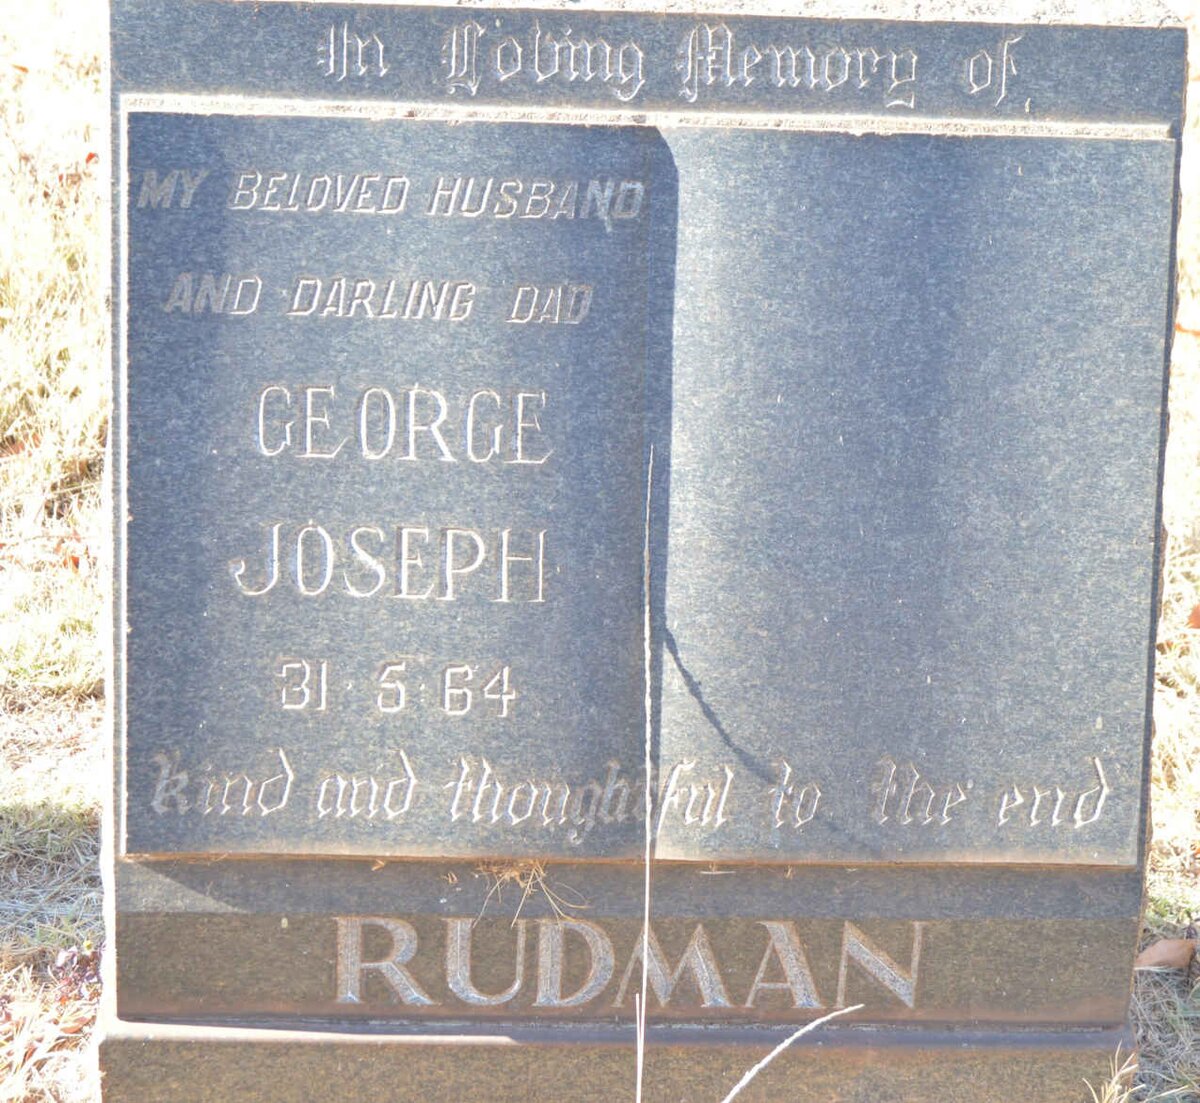 In Loving Memory of
MY BELOVED HUSBAND
AND DARLING DAD
GEORGE
JOSEPH
31·5·64
kind and thoughtful to the end
RUDMAN